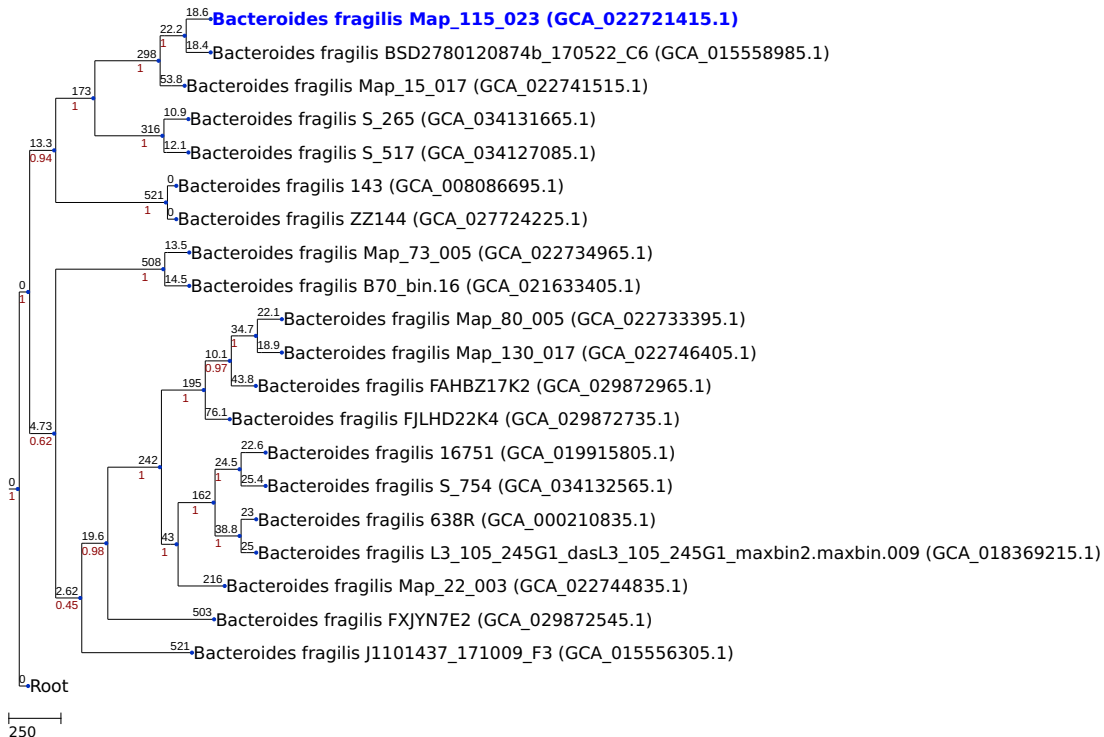 18.6
Bacteroides fragilis Map_115_023 (GCA_022721415.1)
22.2
1
18.4
Bacteroides fragilis BSD2780120874b_170522_C6 (GCA_015558985.1)
298
1
53.8
Bacteroides fragilis Map_15_017 (GCA_022741515.1)
173
1
10.9
Bacteroides fragilis S_265 (GCA_034131665.1)
316
1
12.1
Bacteroides fragilis S_517 (GCA_034127085.1)
13.3
0.94
0
Bacteroides fragilis 143 (GCA_008086695.1)
521
1
0
Bacteroides fragilis ZZ144 (GCA_027724225.1)
13.5
Bacteroides fragilis Map_73_005 (GCA_022734965.1)
508
1
14.5
Bacteroides fragilis B70_bin.16 (GCA_021633405.1)
0
1
22.1
Bacteroides fragilis Map_80_005 (GCA_022733395.1)
34.7
1
18.9
Bacteroides fragilis Map_130_017 (GCA_022746405.1)
10.1
0.97
43.8
Bacteroides fragilis FAHBZ17K2 (GCA_029872965.1)
195
1
76.1
Bacteroides fragilis FJLHD22K4 (GCA_029872735.1)
4.73
0.62
22.6
Bacteroides fragilis 16751 (GCA_019915805.1)
242
1
24.5
1
25.4
Bacteroides fragilis S_754 (GCA_034132565.1)
0
1
162
1
23
Bacteroides fragilis 638R (GCA_000210835.1)
38.8
1
25
Bacteroides fragilis L3_105_245G1_dasL3_105_245G1_maxbin2.maxbin.009 (GCA_018369215.1)
19.6
0.98
43
1
216
Bacteroides fragilis Map_22_003 (GCA_022744835.1)
2.62
0.45
503
Bacteroides fragilis FXJYN7E2 (GCA_029872545.1)
521
Bacteroides fragilis J1101437_171009_F3 (GCA_015556305.1)
0
Root
250